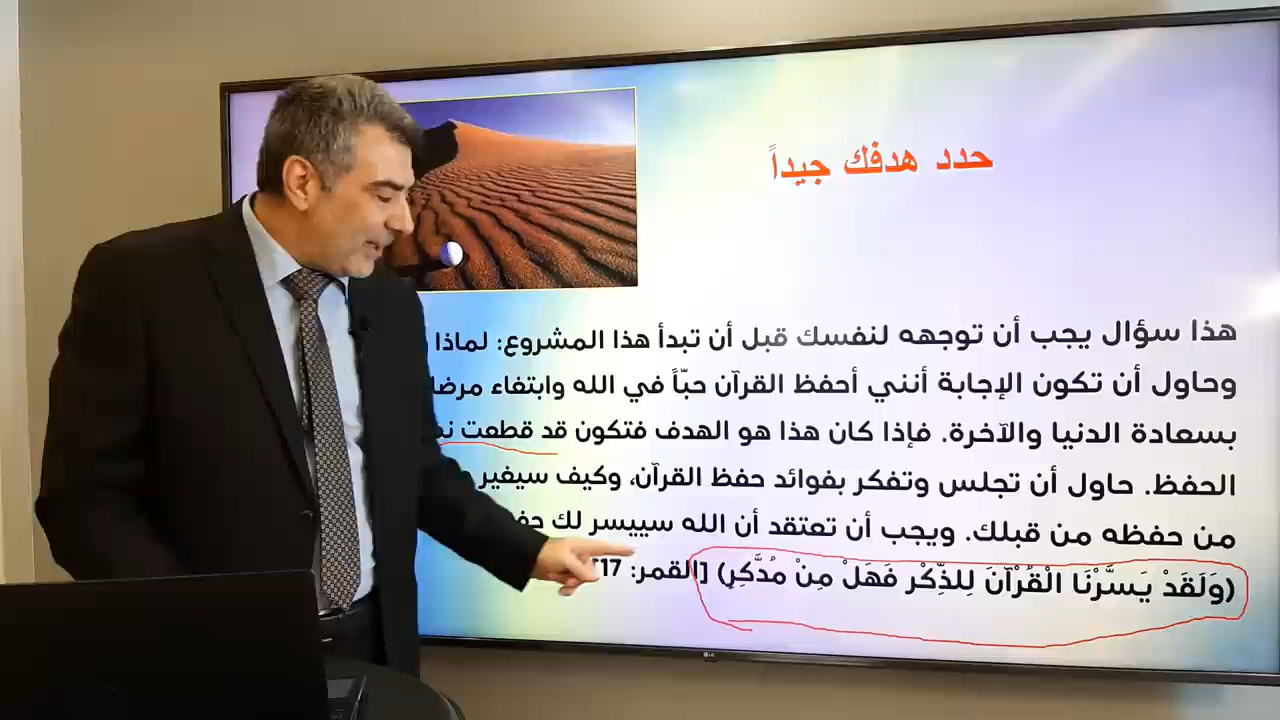 حدد هدفك جيداً
هذا سؤال يجب أن توجهه لنفسك قبل أن تبدأ هذا المشروع: لماذا
وحاول أن تكون الإجابة أنني أحفظ القرآن حبّاً في الله وابتغاء
بسعادة الدنيا والآخرة. فإذا كان هذا هو الهدف فتكون قد قطعت
الحفظ. حاول أن تجلس وتفكر بفوائد حفظ القرآن، وكيف سيغير
من حفظه من قبلك. ويجب أن تعتقد أن الله سييسر لك
(وَلَقَدْ يَسَّرْنَا الْقُرْآَنَ لِلذِّكْرِ فَهَلْ مِنْ مُدَّكِرٍ) [القمر: 17]
LG